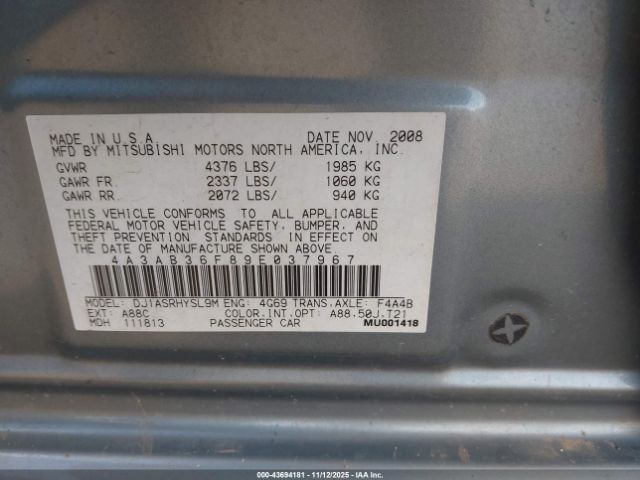 MADE IN U.S.A. DATE NOV. 2008
MFD BY MITSUBISHI MOTORS NORTH AMERICA, INC.
GVWR 4376 LBS/ 1985 KG
GAWR FR. 2337 LBS/ 1060 KG
GAWR RR. 2072 LBS/ 940 KG
THIS VEHICLE CONFORMS TO ALL APPLICABLE
FEDERAL MOTOR VEHICLE SAFETY, BUMPER, AND
THEFT PREVENTION STANDARDS IN EFFECT ON
THE DATE OF MANUFACTURE SHOWN ABOVE.
4A3AB36F89E037967
MODEL: DJ1ASRHYSL9M ENG: 4G69 TRANS.AXLE: F4A4B
EXT: A88C COLOR.INT.OPT: A88.50J.T21
MDH 111813 PASSENGER CAR MU001418
000-43694181 - 11/12/2025 - IAA Inc.